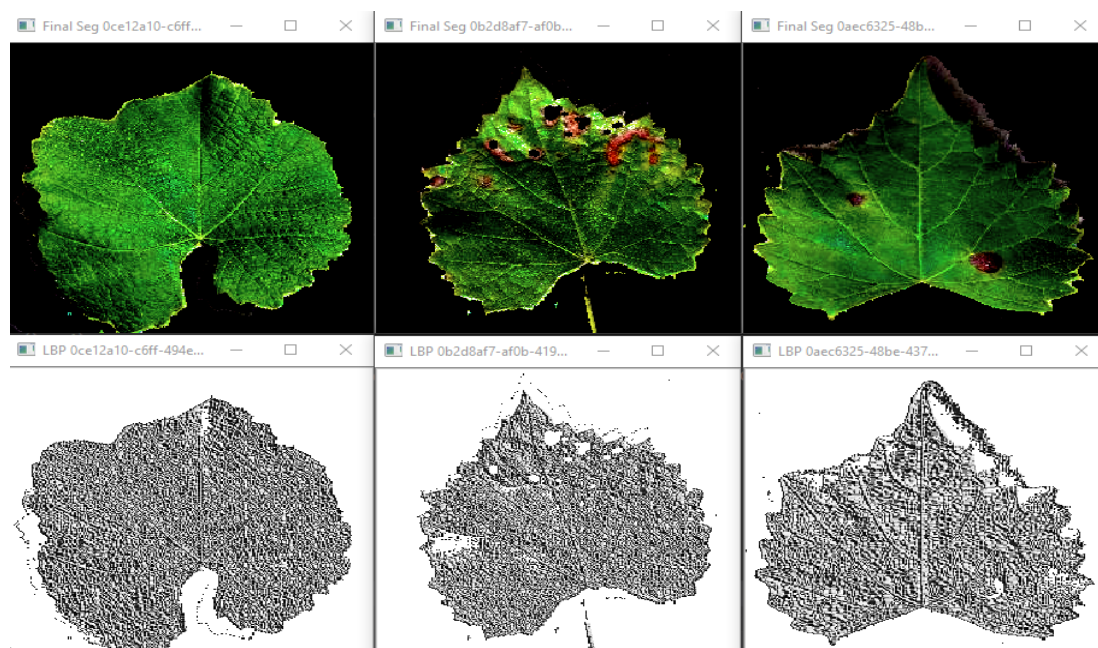 Final Seg 0ce12a10-c6ff...
Final Seg 0b2d8af7-af0b...
Final Seg 0aec6325-48b...
LBP 0ce12a10-c6ff-494e...
LBP 0b2d8af7-af0b-419...
LBP 0aec6325-48be-437...